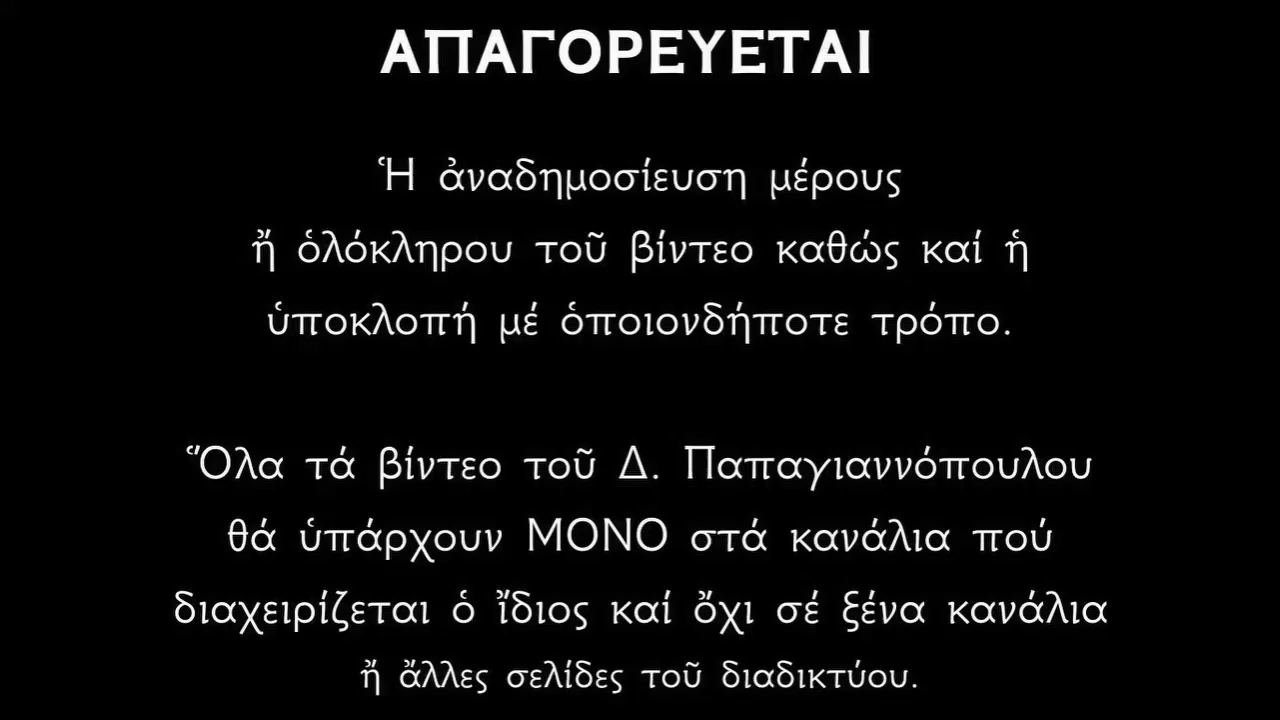 ΑΠΑΓΟΡΕΥΕΤΑΙ
Ἡ ἀναδημοσίευση μέρους
ἤ ὁλόκληρου τοῦ βίντεο καθώς καί ἡ
ὑποκλοπή μέ ὁποιονδήποτε τρόπο.
Ὅλα τά βίντεο τοῦ Δ. Παπαγιαννόπουλου
θά ὑπάρχουν ΜΟΝΟ στά κανάλια πού
διαχειρίζεται ὁ ἴδιος καί ὄχι σέ ξένα κανάλια
ἤ ἄλλες σελίδες τοῦ διαδικτύου.